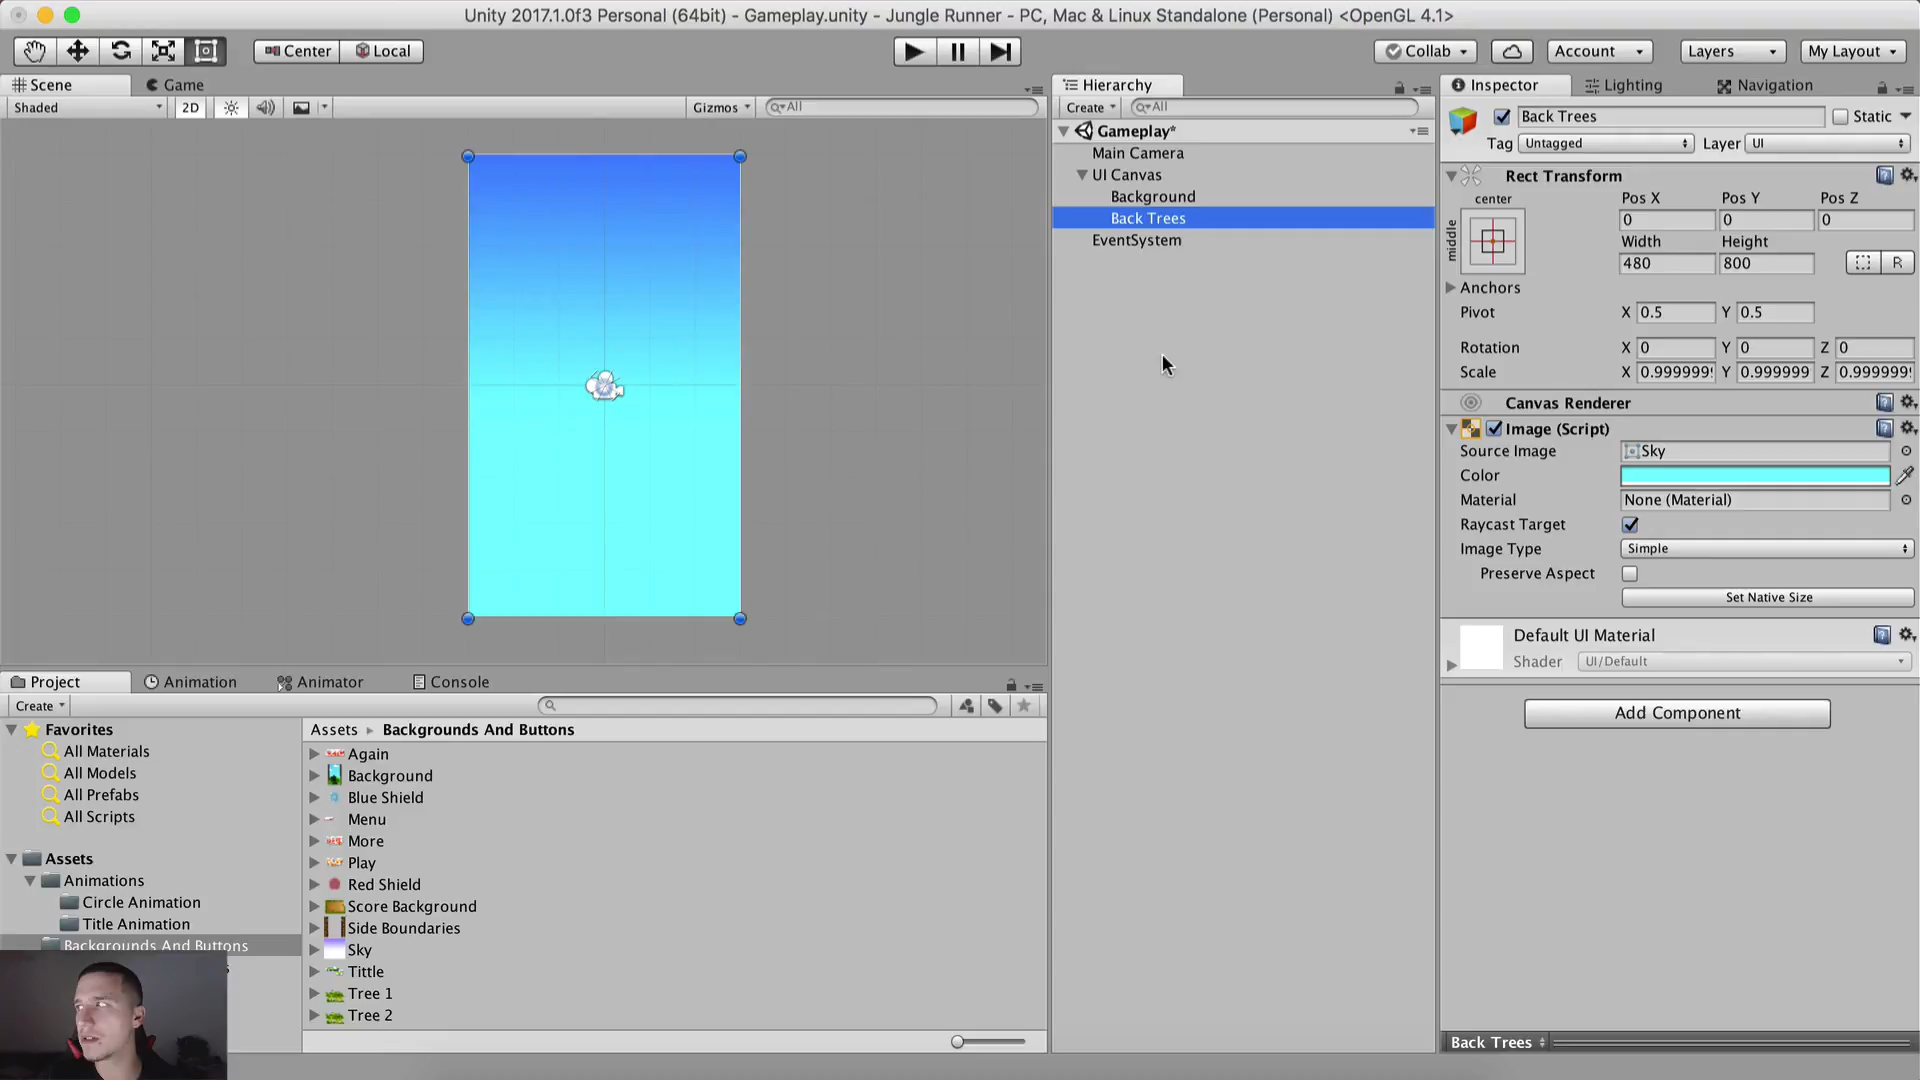 Unity 2017.1.0f3 Personal (64bit) - Gameplay.unity - Jungle Runner - PC, Mac & Linux Standalone (Personal) <OpenGL 4.1>
Center Local Collab Account Layers My Layout
Scene Game
Shaded 2D Gizmos All
Hierarchy
Create All
Gameplay*
Main Camera
UI Canvas
Background
Back Trees
EventSystem
Inspector Lighting Navigation
Back Trees Static
Tag Untagged Layer UI
Rect Transform
center
middle
Pos X Pos Y Pos Z
0 0 0
Width Height
480 800 R
Anchors
Pivot X 0.5 Y 0.5
Rotation X 0 Y 0 Z 0
Scale X 0.999999 Y 0.999999 Z 0.999999
Canvas Renderer
Image (Script)
Source Image Sky
Color
Material None (Material)
Raycast Target
Image Type Simple
Preserve Aspect
Set Native Size
Default UI Material
Shader UI/Default
Add Component
Back Trees
Project Animation Animator Console
Create
Favorites
All Materials
All Models
All Prefabs
All Scripts
Assets
Animations
Circle Animation
Title Animation
Backgrounds And Buttons
Assets Backgrounds And Buttons
Again
Background
Blue Shield
Menu
More
Play
Red Shield
Score Background
Side Boundaries
Sky
Tittle
Tree 1
Tree 2